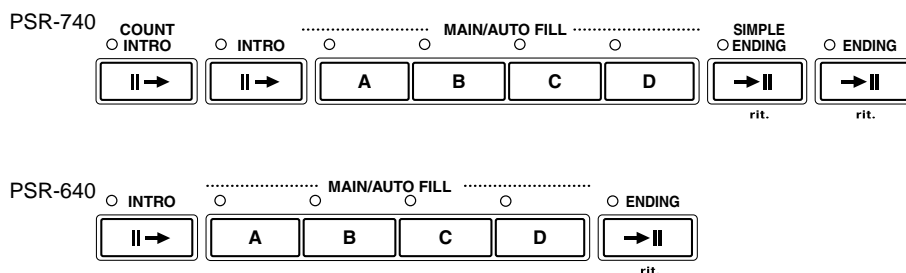 PSR-740
COUNT INTRO
INTRO
MAIN/AUTO FILL
SIMPLE ENDING
ENDING
A B C D
rit. rit.
PSR-640
INTRO
MAIN/AUTO FILL
ENDING
A B C D
rit.